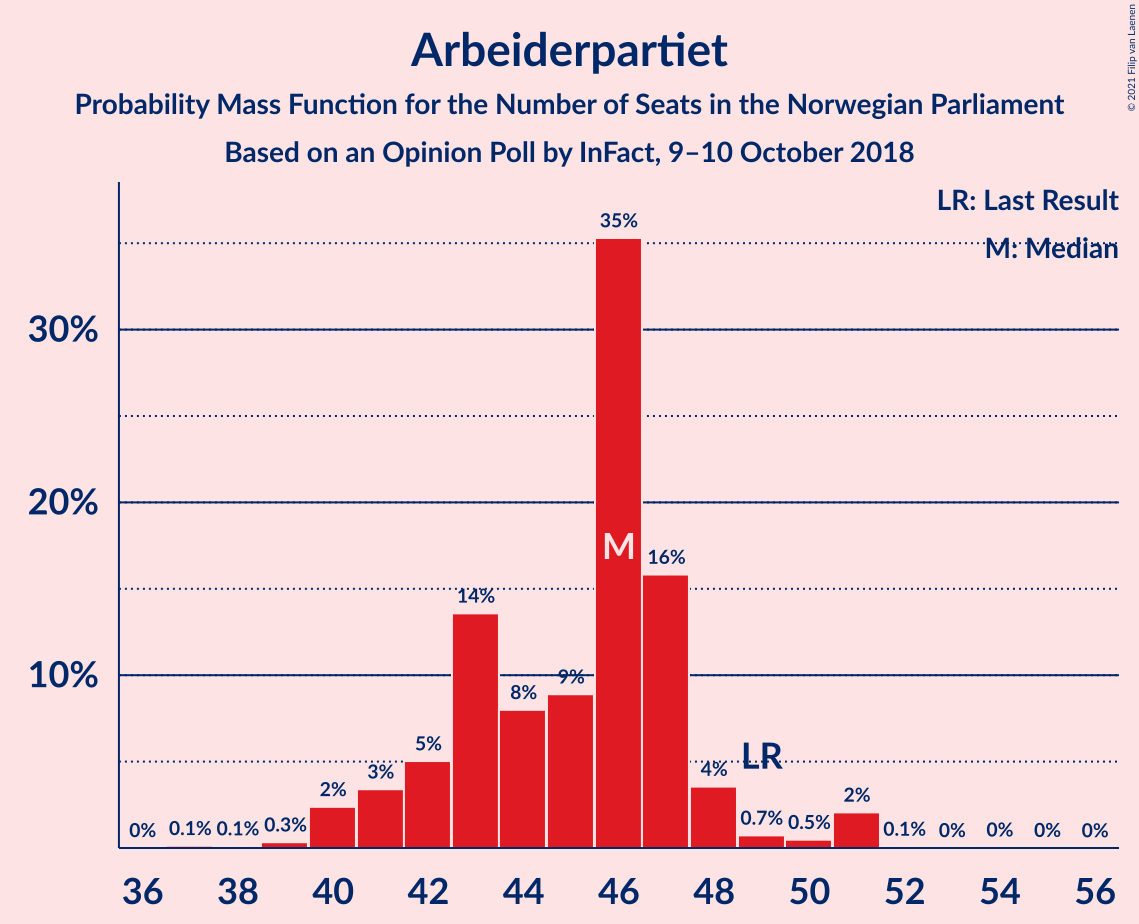 Arbeiderpartiet
Probability Mass Function for the Number of Seats in the Norwegian Parliament
Based on an Opinion Poll by InFact, 9–10 October 2018
© 2021 Filip van Laenen
LR: Last Result
M: Median
35%
30%
20%
M
16%
14%
10%
9%
8%
LR
5%
4%
3%
2%
2%
0% 0.1% 0.1% 0.3% 0.7% 0.5% 0.1% 0% 0% 0% 0%
36 38 40 42 44 46 48 50 52 54 56